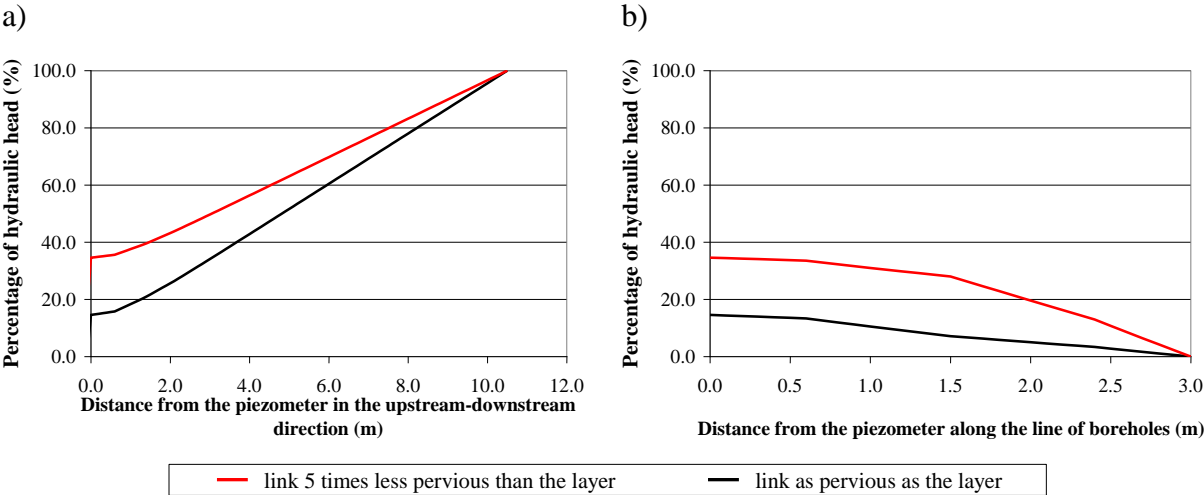 a)
b)
Percentage of hydraulic head (%)
100.0
80.0
60.0
40.0
20.0
0.0
0.0 2.0 4.0 6.0 8.0 10.0 12.0
Distance from the piezometer in the upstream-downstream
direction (m)
Percentage of hydraulic head (%)
100.0
80.0
60.0
40.0
20.0
0.0
0.0 0.5 1.0 1.5 2.0 2.5 3.0
Distance from the piezometer along the line of boreholes (m)
link 5 times less pervious than the layer
link as pervious as the layer